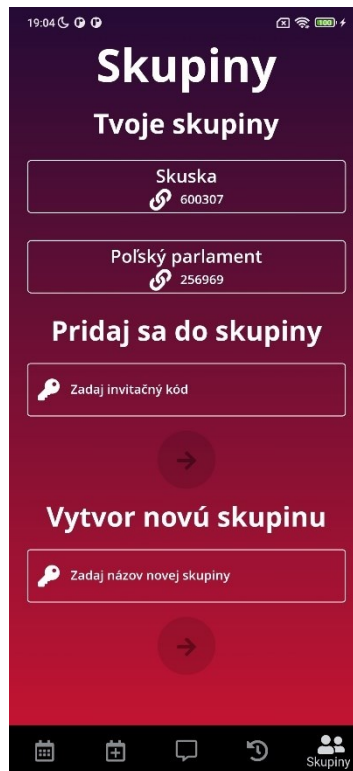 19:04
100
Skupiny
Tvoje skupiny
Skuska
600307
Poľský parlament
256969
Pridaj sa do skupiny
Zadaj invitačný kód
Vytvor novú skupinu
Zadaj názov novej skupiny
Skupiny